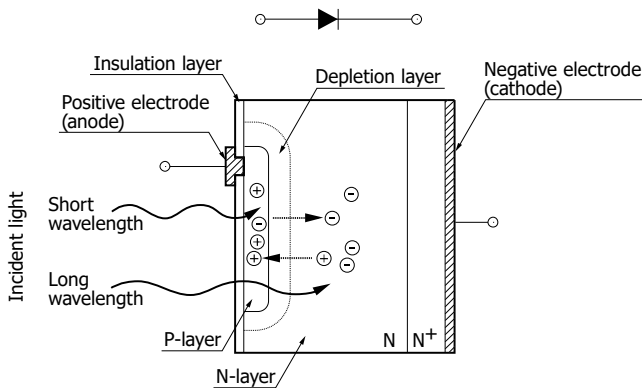 Insulation layer
Depletion layer
Negative electrode
(cathode)
Positive electrode
(anode)
Incident light
Short
wavelength
+
-
-
-
+
+
+
-
-
Long
wavelength
P-layer
N
N+
N-layer